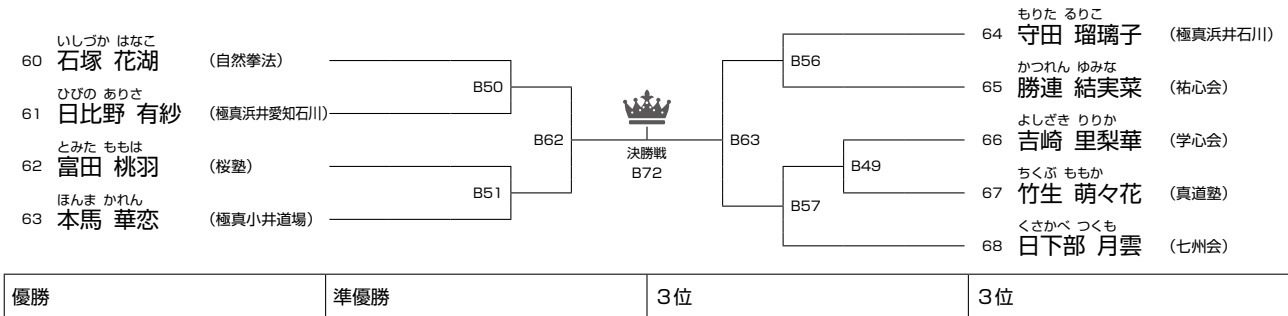 いしづか はなこ
60 石塚 花湖 （自然拳法）
ひびの ありさ
61 日比野 有紗 （極真浜井愛知石川）
とみた ももは
62 富田 桃羽 （桜塾）
ほんま かれん
63 本馬 華恋 （極真小井道場）
B50
B51
B62
決勝戦
B72
B63
B56
B49
B57
もりた るりこ
64 守田 瑠璃子 （極真浜井石川）
かつれん ゆみな
65 勝連 結実菜 （祐心会）
よしざき りりか
66 吉崎 里梨華 （学心会）
ちくぶ ももか
67 竹生 萌々花 （真道塾）
くさかべ つくも
68 日下部 月雲 （七州会）
優勝 準優勝 3位 3位